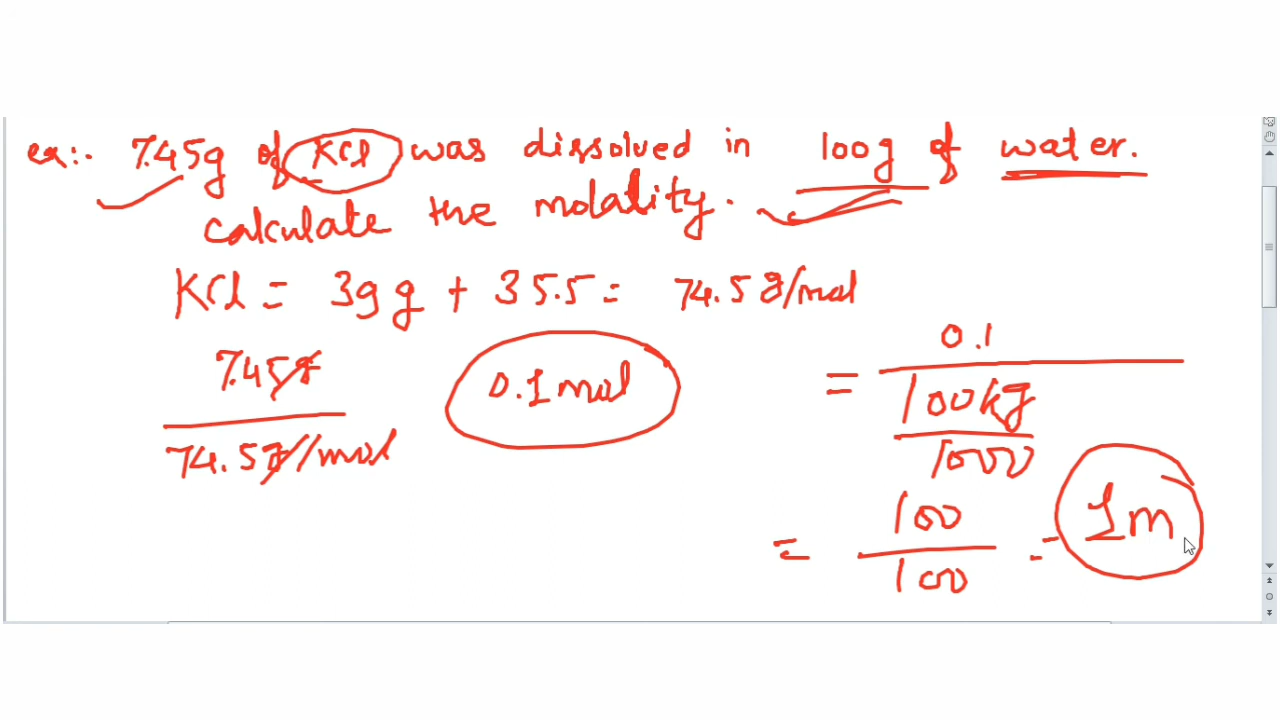 ex:- 7.45g of KCl was dissolved in 100g of water.
calculate the molality.
KCl = 39g + 35.5 = 74.5g/mol
7.45g
74.5g//mol
0.1mol
= 0.1
100kg
1000
= 100
100
= 1m